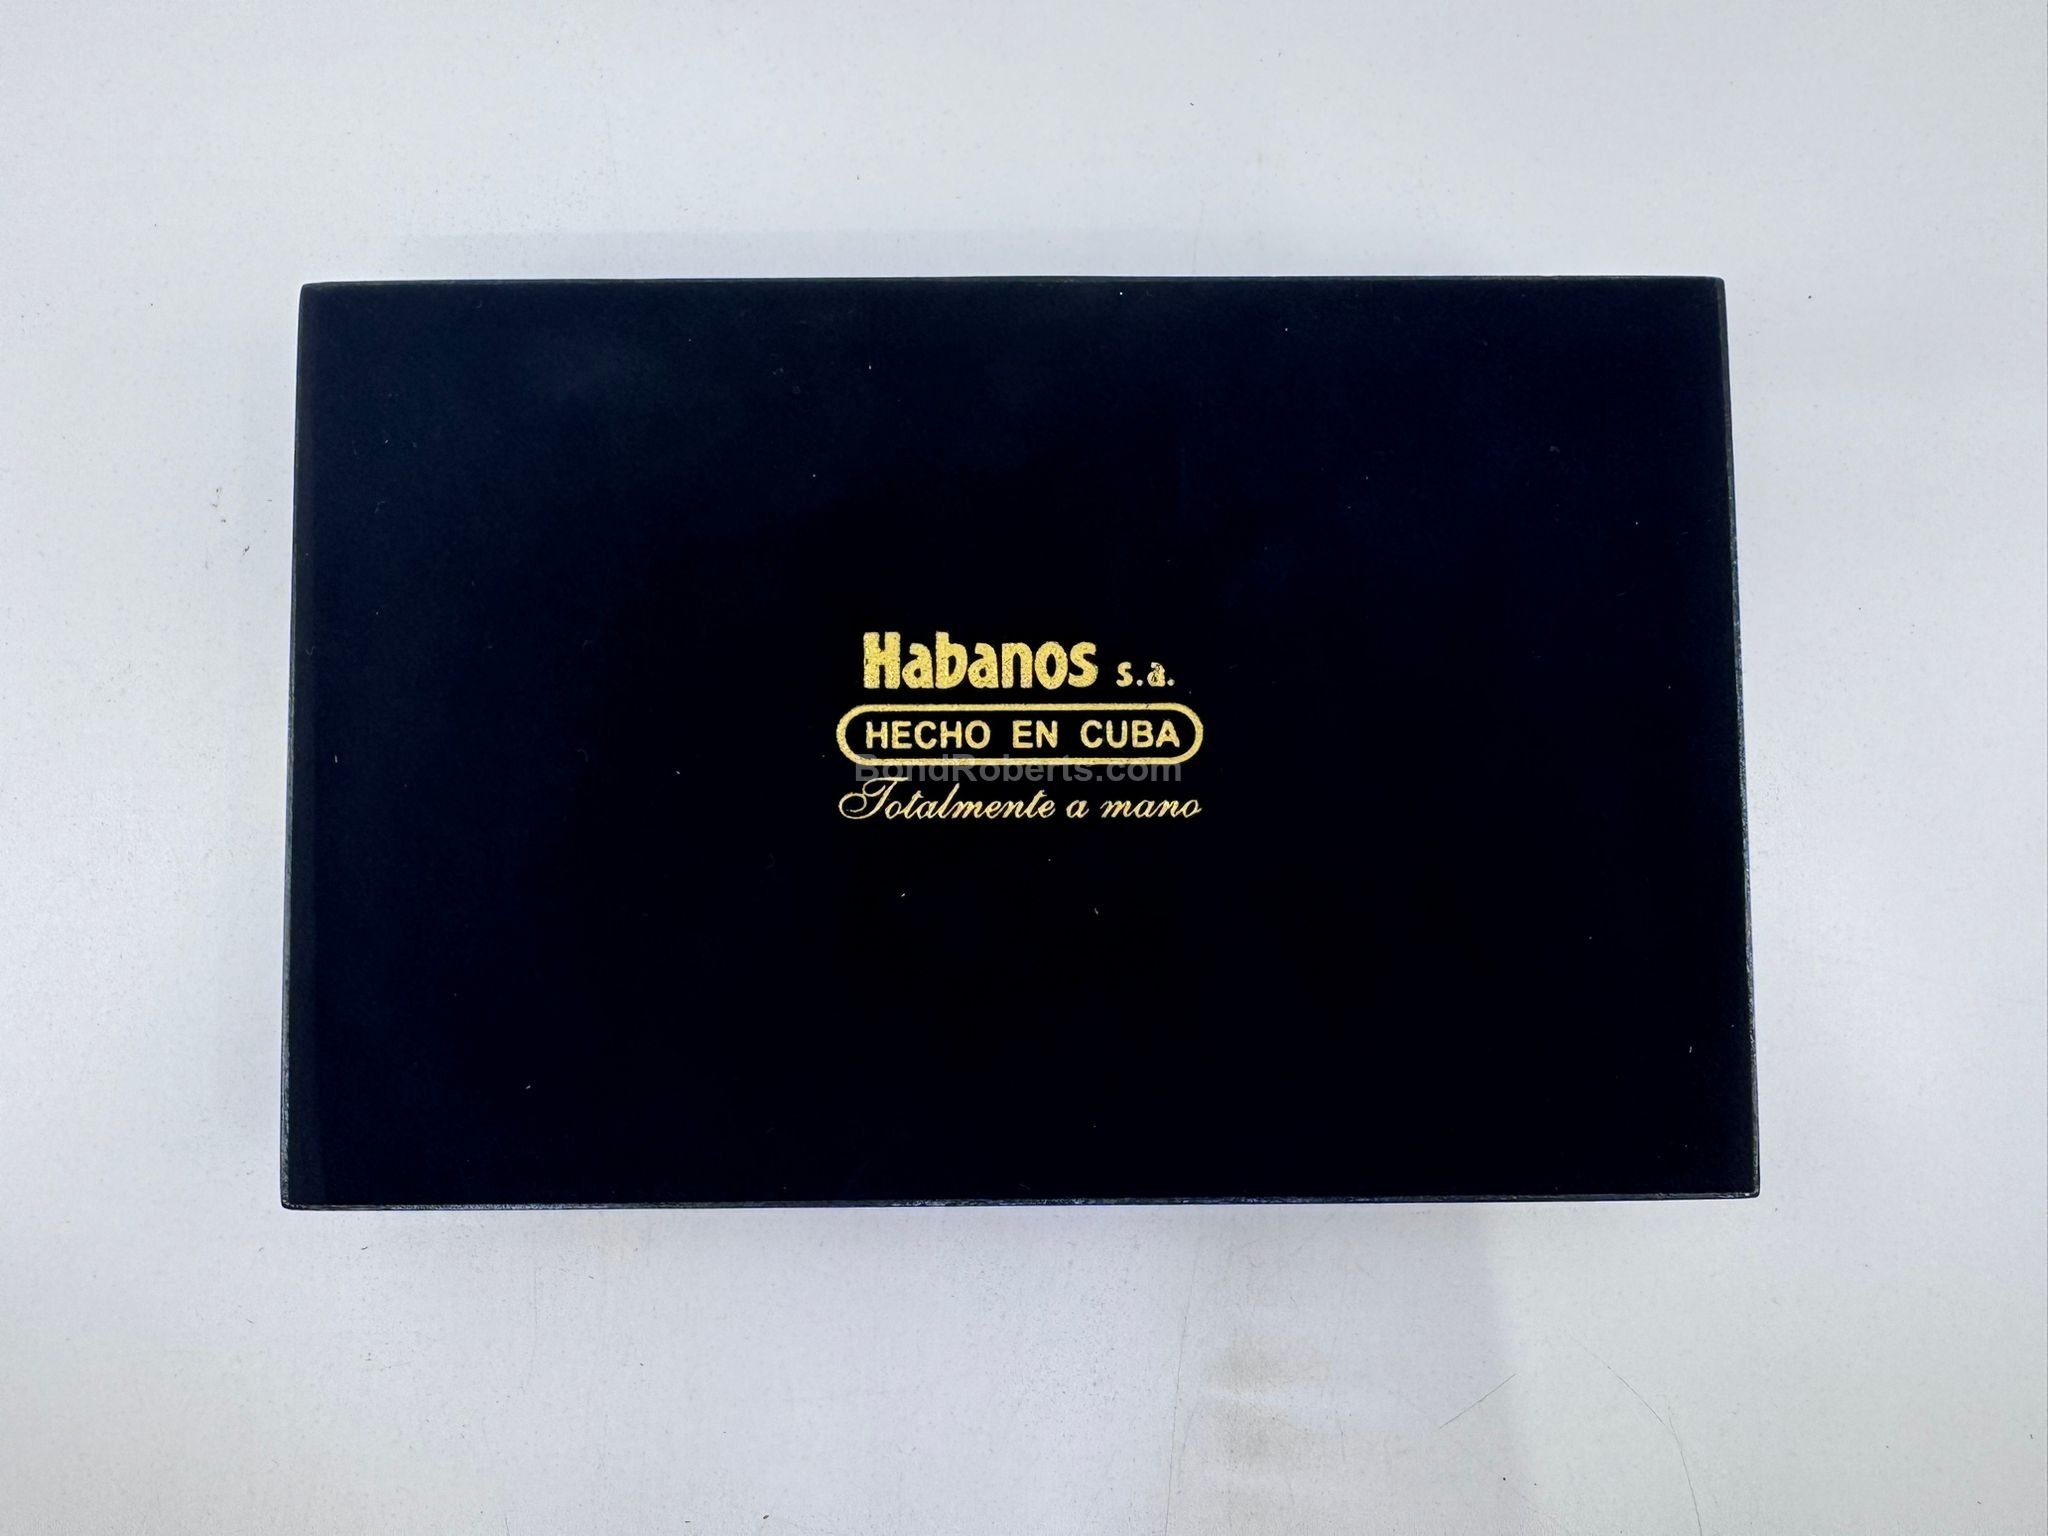 Habanos s.a.
HECHO EN CUBA
BondRoberts.com
Totalmente a mano